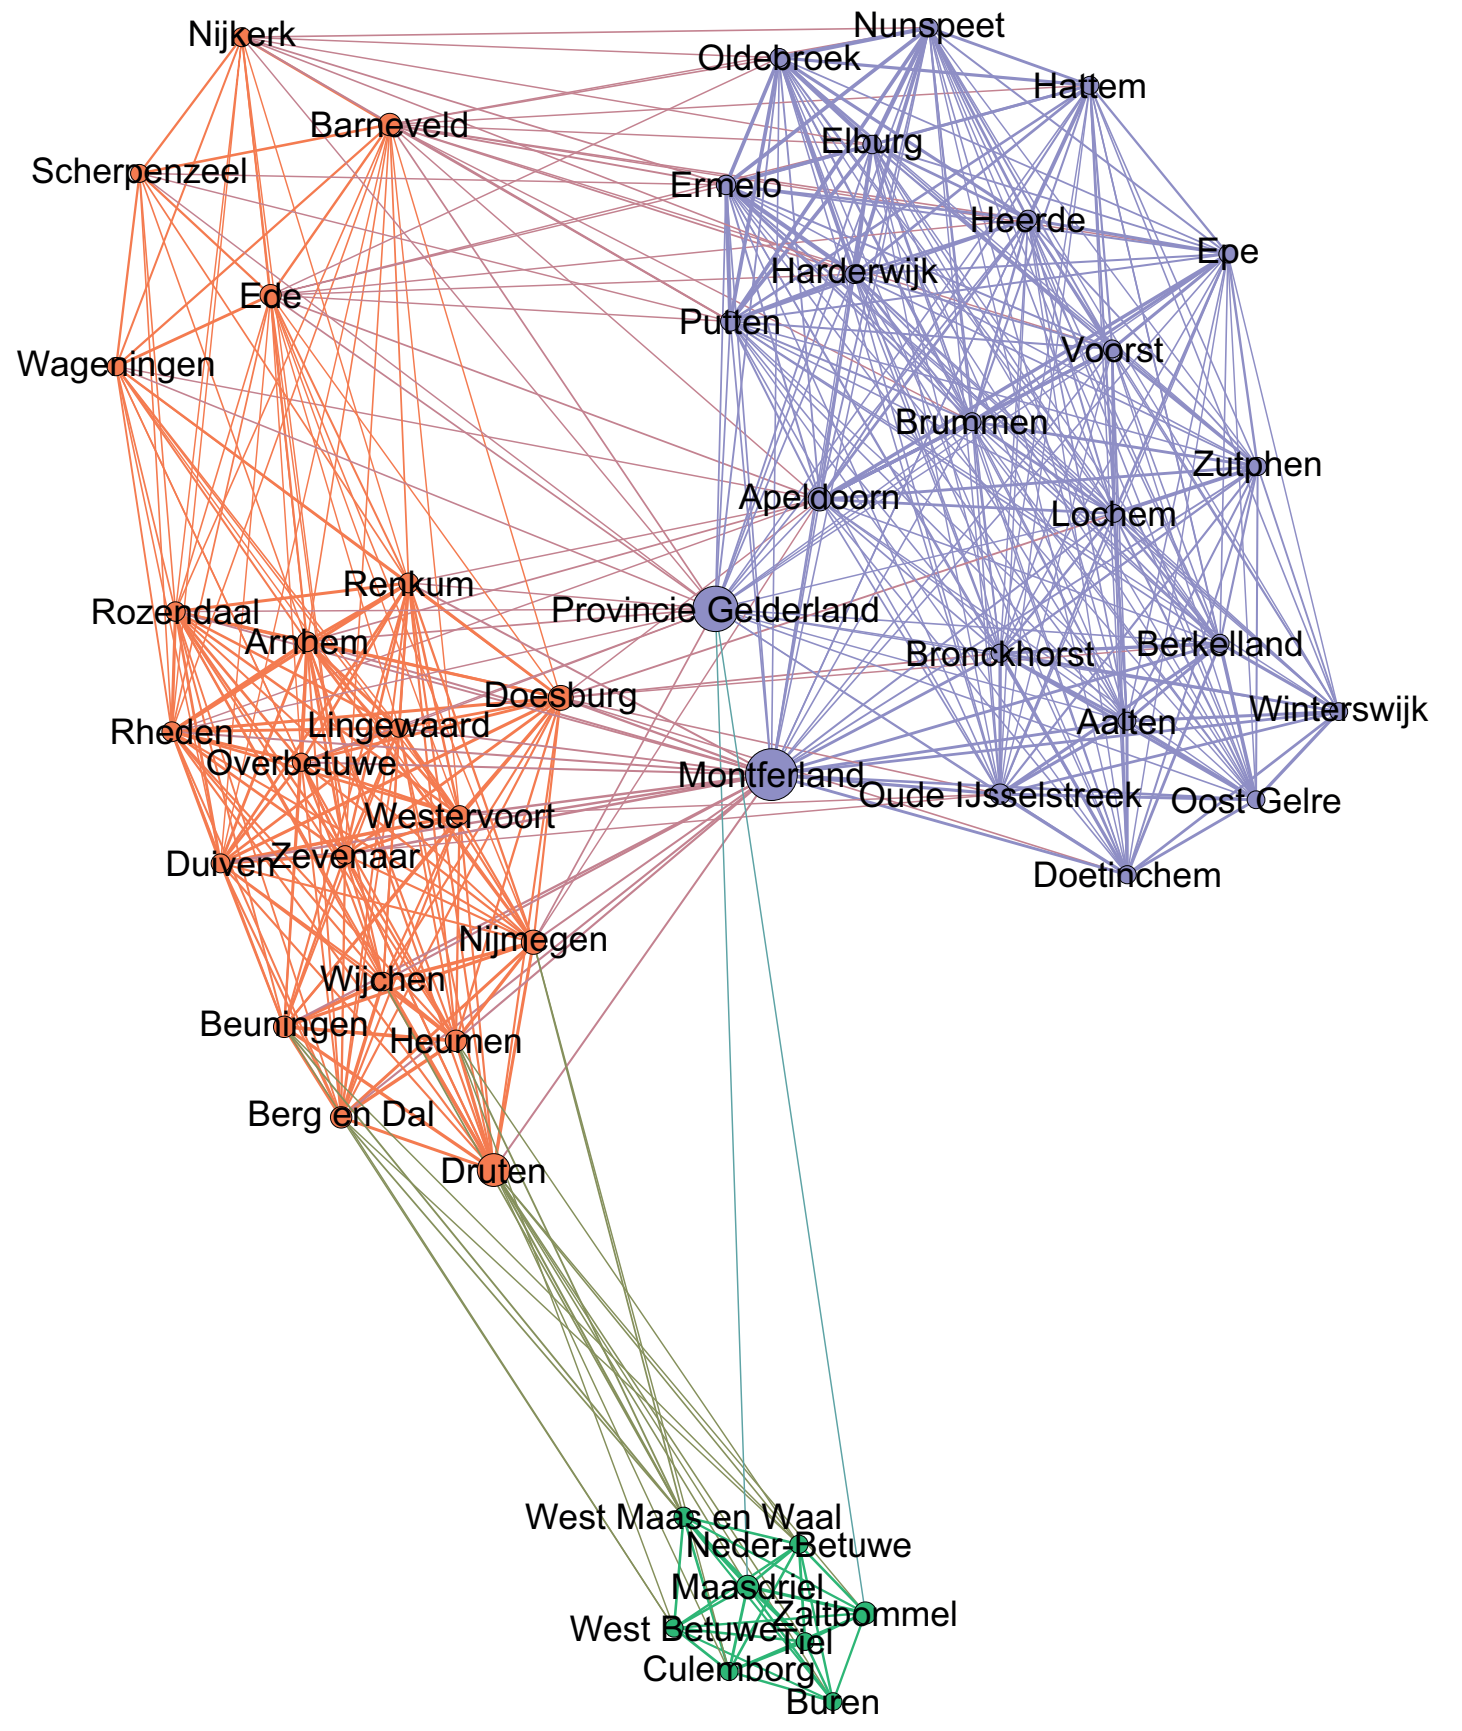 Nunspeet
Nijkerk
Oldebroek
Hattem
Barneveld
Elburg
Scherpenzeel
Ermelo
Heerde
Epe
Harderwijk
Ede
Putten
Voorst
Wageningen
Brummen
Zutphen
Apeldoorn
Lochem
Renkum
Rozendaal
Provincie Gelderland
Arnhem
Berkelland
Bronckhorst
Doesburg
Winterswijk
Aalten
Lingewaard
Rheden
Overbetuwe
Montferland
Oude IJsselstreek
Oost Gelre
Westervoort
Zevenaar
Duiven
Doetinchem
Nijmegen
Wijchen
Beuningen
Heumen
Berg en Dal
Druten
West Maas en Waal
Neder-Betuwe
Maasdriel
Zaltbommel
West Betuwe
Tiel
Culemborg
Buren